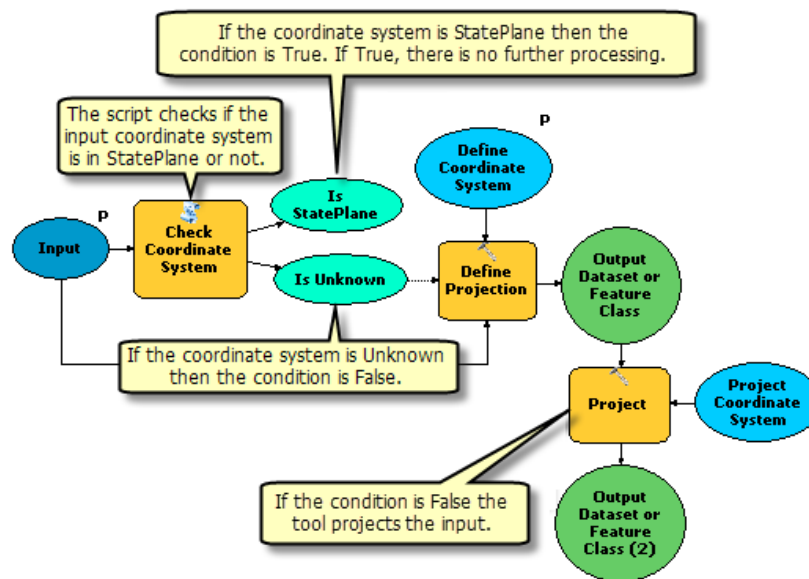 If the coordinate system is StatePlane then the
condition is True. If True, there is no further processing.
The script checks if the
input coordinate system
is in StatePlane or not.
P
Define
Coordinate
System
Is
StatePlane
P
Input
Check
Coordinate
System
Is Unknown
Define
Projection
Output
Dataset or
Feature
Class
If the coordinate system is Unknown
then the condition is False.
Project
Project
Coordinate
System
If the condition is False the
tool projects the input.
Output
Dataset or
Feature
Class (2)